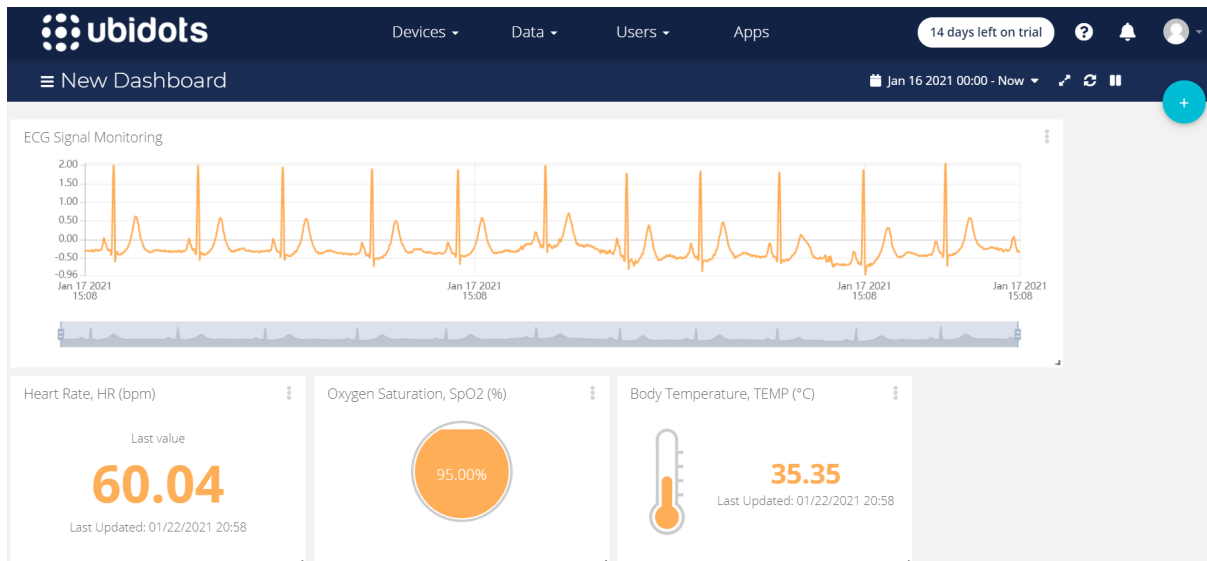 ubidots
Devices
Data
Users
Apps
14 days left on trial
?
New Dashboard
Jan 16 2021 00:00 - Now
+
ECG Signal Monitoring
2.00
1.50
1.00
0.50
0.00
-0.50
-0.96
Jan 17 2021
15:08
Jan 17 2021
15:08
Jan 17 2021
15:08
Jan 17 2021
15:08
Heart Rate, HR (bpm)
Last value
60.04
Last Updated: 01/22/2021 20:58
Oxygen Saturation, SpO2 (%)
95.00%
Body Temperature, TEMP (°C)
35.35
Last Updated: 01/22/2021 20:58